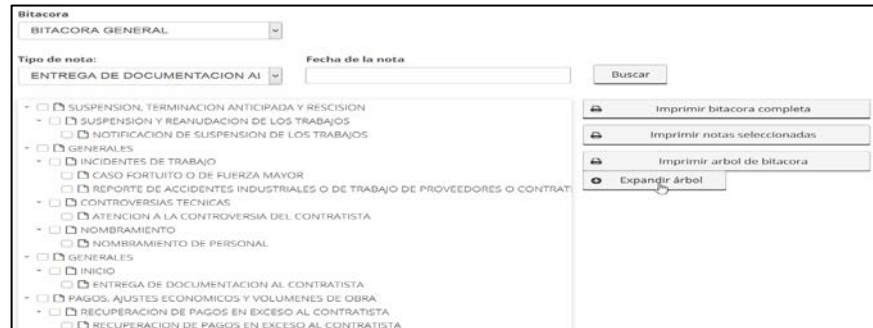 Bitacora
BITACORA GENERAL
Tipo de nota:
Fecha de la nota
ENTREGA DE DOCUMENTACION AL
Buscar
SUSPENSION, TERMINACION ANTICIPADA Y RESCISION
SUSPENSION Y REANUDACION DE LOS TRABAJOS
NOTIFICACION DE SUSPENSION DE LOS TRABAJOS
GENERALES
INCIDENTES DE TRABAJO
CASO FORTUITO O DE FUERZA MAYOR
REPORTE DE ACCIDENTES INDUSTRIALES O DE TRABAJO DE PROVEEDORES O CONTRAT
CONTROVERSIAS TECNICAS
ATENCION A LA CONTROVERSIA DEL CONTRATISTA
NOMBRAMIENTO
NOMBRAMIENTO DE PERSONAL
GENERALES
INICIO
ENTREGA DE DOCUMENTACION AL CONTRATISTA
PAGOS, AJUSTES ECONOMICOS Y VOLUMENES DE OBRA
RECUPERACION DE PAGOS EN EXCESO AL CONTRATISTA
RECUPERACION DE PAGOS EN EXCESO AL CONTRATISTA
Imprimir bitacora completa
Imprimir notas seleccionadas
Imprimir arbol de bitacora
Expandir árbol